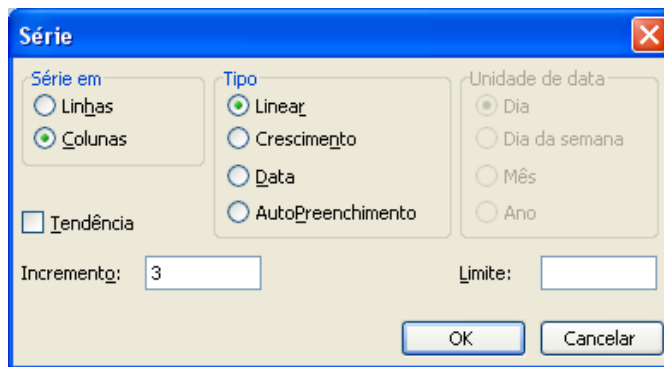 Série
Série em
Linhas
Colunas
Tendência
Tipo
Linear
Crescimento
Data
AutoPreenchimento
Unidade de data
Dia
Dia da semana
Mês
Ano
Incremento: 3
Limite:
OK
Cancelar